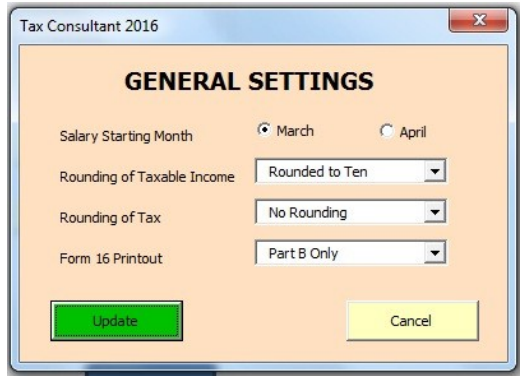 Tax Consultant 2016
GENERAL SETTINGS
Salary Starting Month March April
Rounding of Taxable Income Rounded to Ten
Rounding of Tax No Rounding
Form 16 Printout Part B Only
Update Cancel